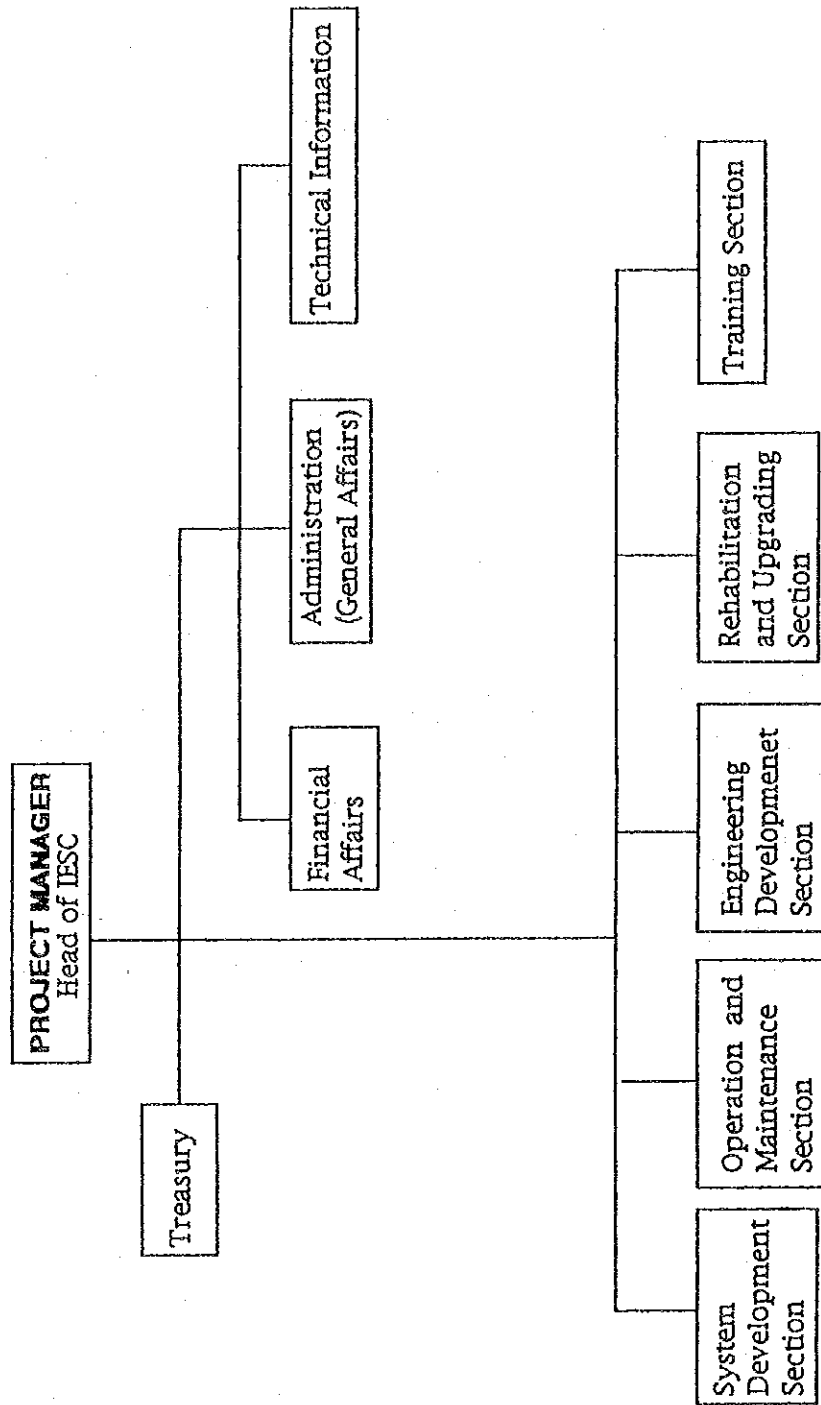 PROJECT MANAGER
Head of IESC
Treasury
Financial
Affairs
Administration
(General Affairs)
Technical Information
System
Development
Section
Operation and
Maintenance
Section
Engineering
Developmenet
Section
Rehabilitation
and Upgrading
Section
Training Section